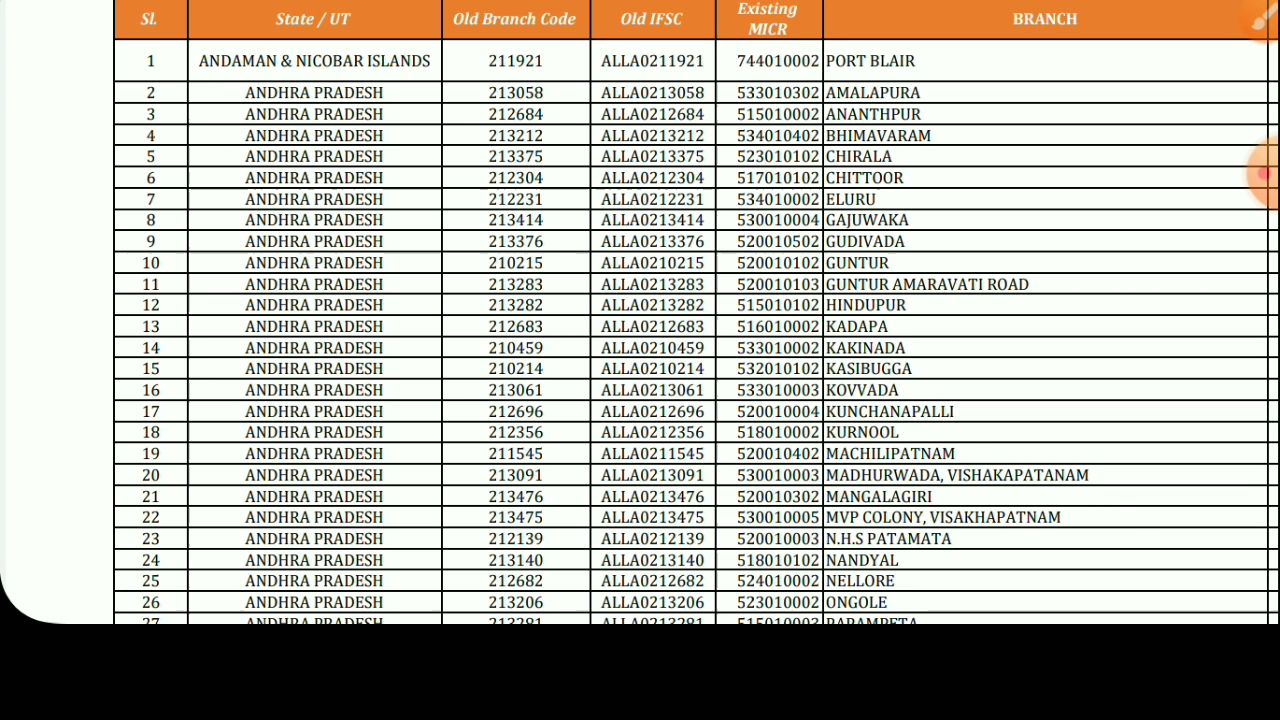 Sl. State / UT Old Branch Code Old IFSC Existing MICR BRANCH
1 ANDAMAN & NICOBAR ISLANDS 211921 ALLA0211921 744010002 PORT BLAIR
2 ANDHRA PRADESH 213058 ALLA0213058 533010302 AMALAPURA
3 ANDHRA PRADESH 212684 ALLA0212684 515010002 ANANTHPUR
4 ANDHRA PRADESH 213212 ALLA0213212 534010402 BHIMAVARAM
5 ANDHRA PRADESH 213375 ALLA0213375 523010102 CHIRALA
6 ANDHRA PRADESH 212304 ALLA0212304 517010102 CHITTOOR
7 ANDHRA PRADESH 212231 ALLA0212231 534010002 ELURU
8 ANDHRA PRADESH 213414 ALLA0213414 530010004 GAJUWAKA
9 ANDHRA PRADESH 213376 ALLA0213376 520010502 GUDIVADA
10 ANDHRA PRADESH 210215 ALLA0210215 520010102 GUNTUR
11 ANDHRA PRADESH 213283 ALLA0213283 520010103 GUNTUR AMARAVATI ROAD
12 ANDHRA PRADESH 213282 ALLA0213282 515010102 HINDUPUR
13 ANDHRA PRADESH 212683 ALLA0212683 516010002 KADAPA
14 ANDHRA PRADESH 210459 ALLA0210459 533010002 KAKINADA
15 ANDHRA PRADESH 210214 ALLA0210214 532010102 KASIBUGGA
16 ANDHRA PRADESH 213061 ALLA0213061 533010003 KOVVADA
17 ANDHRA PRADESH 212696 ALLA0212696 520010004 KUNCHANAPALLI
18 ANDHRA PRADESH 212356 ALLA0212356 518010002 KURNOOL
19 ANDHRA PRADESH 211545 ALLA0211545 520010402 MACHILIPATNAM
20 ANDHRA PRADESH 213091 ALLA0213091 530010003 MADHURWADA, VISHAKAPATANAM
21 ANDHRA PRADESH 213476 ALLA0213476 520010302 MANGALAGIRI
22 ANDHRA PRADESH 213475 ALLA0213475 530010005 MVP COLONY, VISAKHAPATNAM
23 ANDHRA PRADESH 212139 ALLA0212139 520010003 N.H.S PATAMATA
24 ANDHRA PRADESH 213140 ALLA0213140 518010102 NANDYAL
25 ANDHRA PRADESH 212682 ALLA0212682 524010002 NELLORE
26 ANDHRA PRADESH 213206 ALLA0213206 523010002 ONGOLE
27 ANDHRA PRADESH 213281 ALLA0213281 515010003